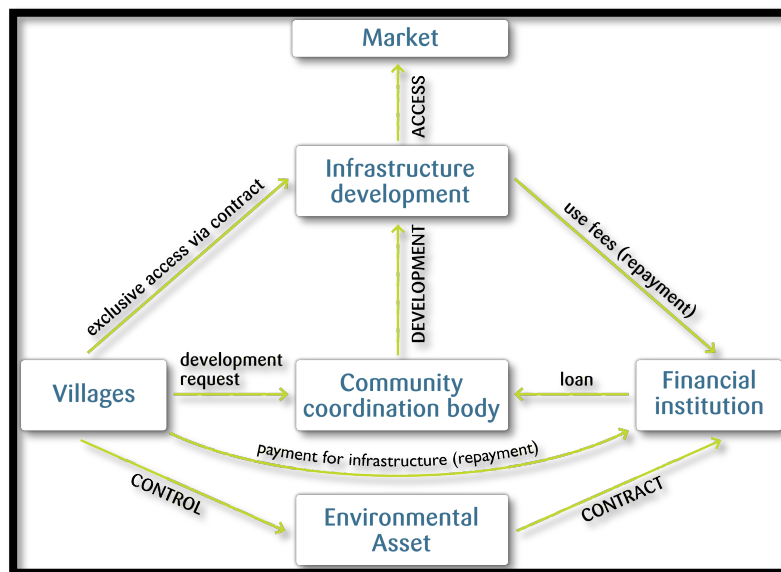 Market
ACCESS
Infrastructure
development
exclusive access via contract
use fees (repayment)
DEVELOPMENT
development
request
loan
Villages
Community
coordination body
Financial
institution
payment for infrastructure (repayment)
CONTROL
CONTRACT
Environmental
Asset